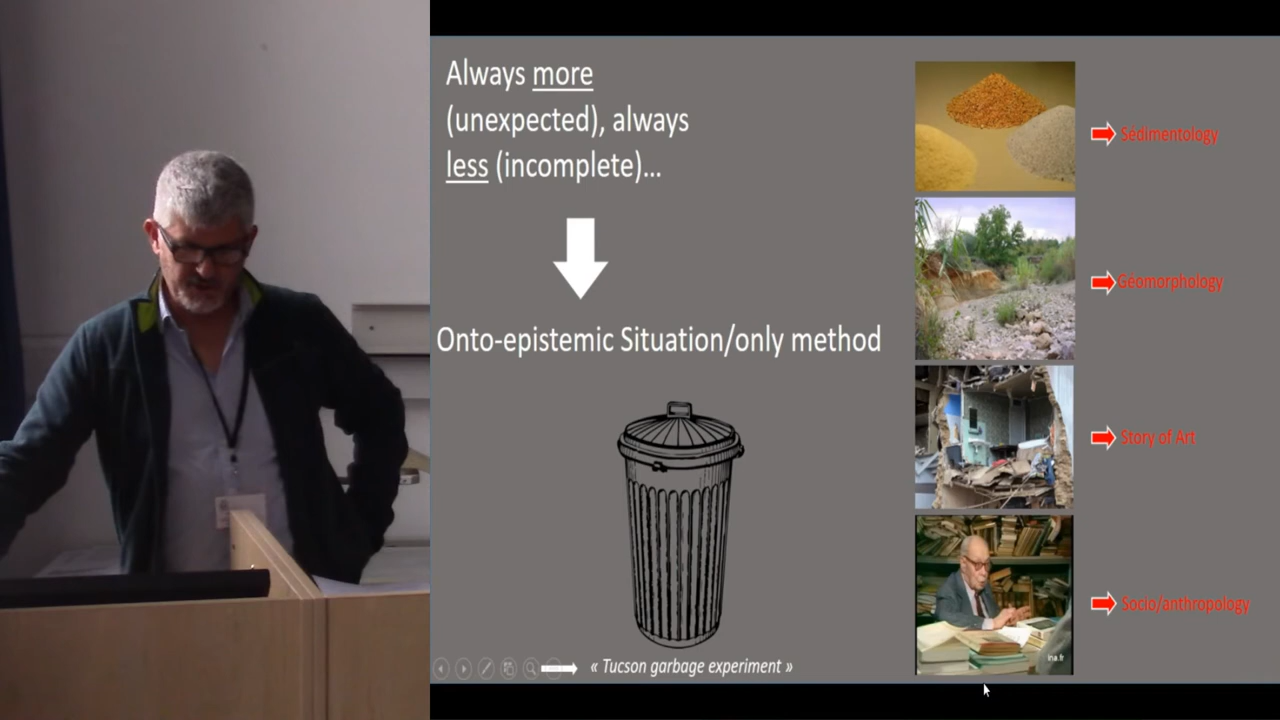 Always more
(unexpected), always
less (incomplete)...
Onto-epistemic Situation/only method
« Tucson garbage experiment »
Sédimentology
Géomorphology
Story of Art
Socio/anthropology
Ina.fr